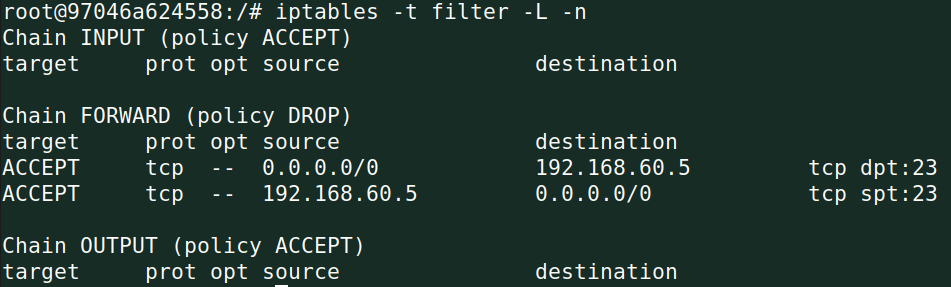 root@97046a624558:/# iptables -t filter -L -n
Chain INPUT (policy ACCEPT)
target     prot opt source               destination

Chain FORWARD (policy DROP)
target     prot opt source               destination
ACCEPT     tcp  --  0.0.0.0/0            192.168.60.5         tcp dpt:23
ACCEPT     tcp  --  192.168.60.5         0.0.0.0/0            tcp spt:23

Chain OUTPUT (policy ACCEPT)
target     prot opt source               destination